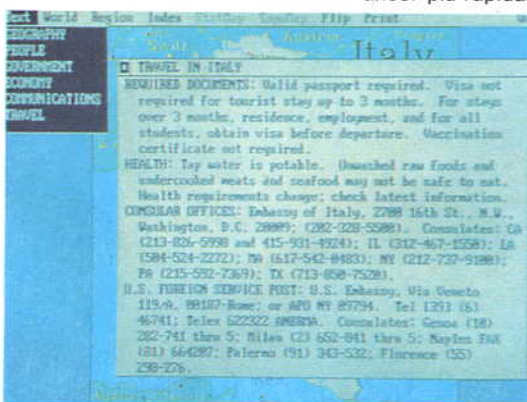 ancor più rapida
Text World Region Index StatMap CompMap Flip Print
GEOGRAPHY
PEOPLE
GOVERNMENT
ECONOMY
COMMUNICATIONS
TRAVEL
Austria
Italy
TRAVEL IN ITALY
REQUIRED DOCUMENTS: Valid passport required. Visa not
required for tourist stay up to 3 months. For stays
over 3 months, residence, employment, and for all
students, obtain visa before departure. Vaccination
certificate not required.
HEALTH: Tap water is potable. Unwashed raw foods and
undercooked meats and seafood may not be safe to eat.
Health requirements change; check latest information.
CONSULAR OFFICES: Embassy of Italy, 2700 16th St., N.W.,
Washington, D.C. 20009; (202-328-5500). Consulates: CA
(213-826-5998 and 415-931-4924); IL (312-467-1550); LA
(504-524-2272); MA (617-542-0483); NY (212-737-9100);
PA (215-592-7369); TX (713-850-7520).
U.S. FOREIGN SERVICE POST: U.S. Embassy, Via Veneto
119/A, 00187-Rome; or APO NY 09794. Tel [39] (6)
46741; Telex 622322 AMBRMA. Consulates: Genoa (10)
282-741 thru 5; Milan (2) 652-841 thru 5; Naples FAX
(81) 664207; Palermo (91) 343-532; Florence (55)
298-276.